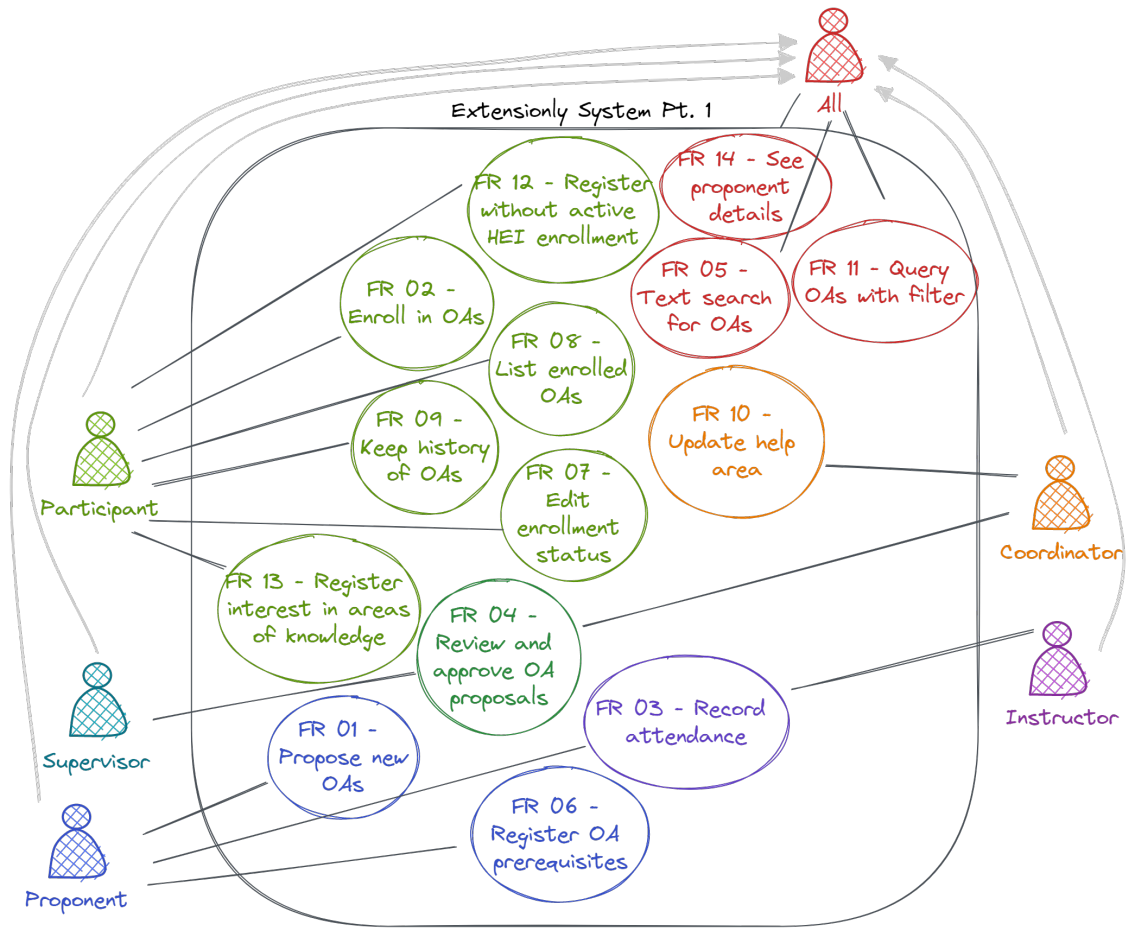 All
Extensionly System Pt. 1
FR 14 - See
proponent
details
FR 12 - Register
without active
HEI enrollment
FR 05 -
Text search
for OAs
FR 11 - Query
OAs with filter
FR 02 -
Enroll in OAs
FR 08 -
List enrolled
OAs
FR 09 -
Keep history
of OAs
FR 10 -
Update help
area
FR 07 -
Edit
enrollment
status
Participant
Coordinator
FR 13 - Register
interest in areas
of knowledge
FR 04 -
Review and
approve OA
proposals
FR 03 - Record
attendance
Instructor
Supervisor
FR 01 -
Propose new
OAs
FR 06 -
Register OA
prerequisites
Proponent